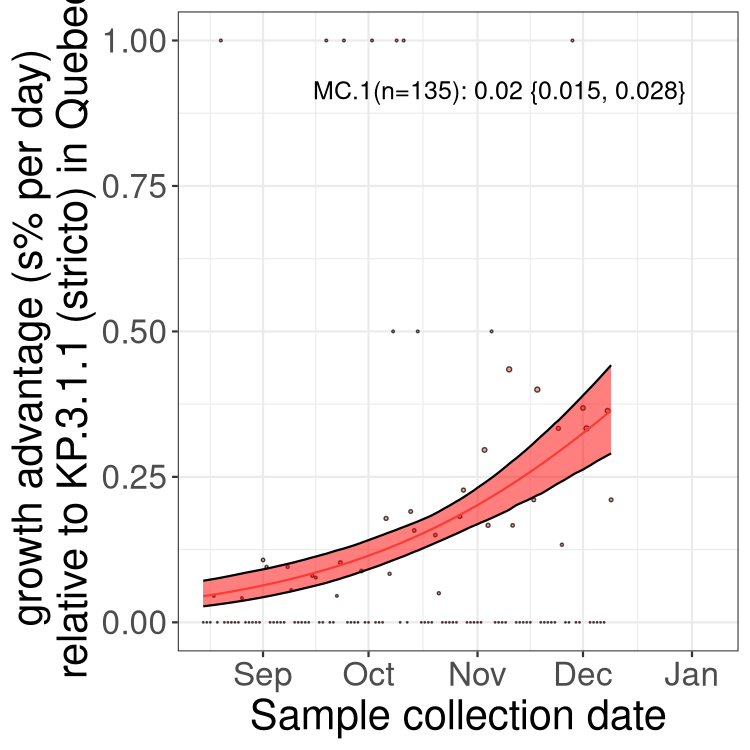 growth advantage (s% per day)
relative to KP.3.1.1 (stricto) in Quebec
1.00
0.75
0.50
0.25
0.00
MC.1(n=135): 0.02 {0.015, 0.028}
Sep Oct Nov Dec Jan
Sample collection date